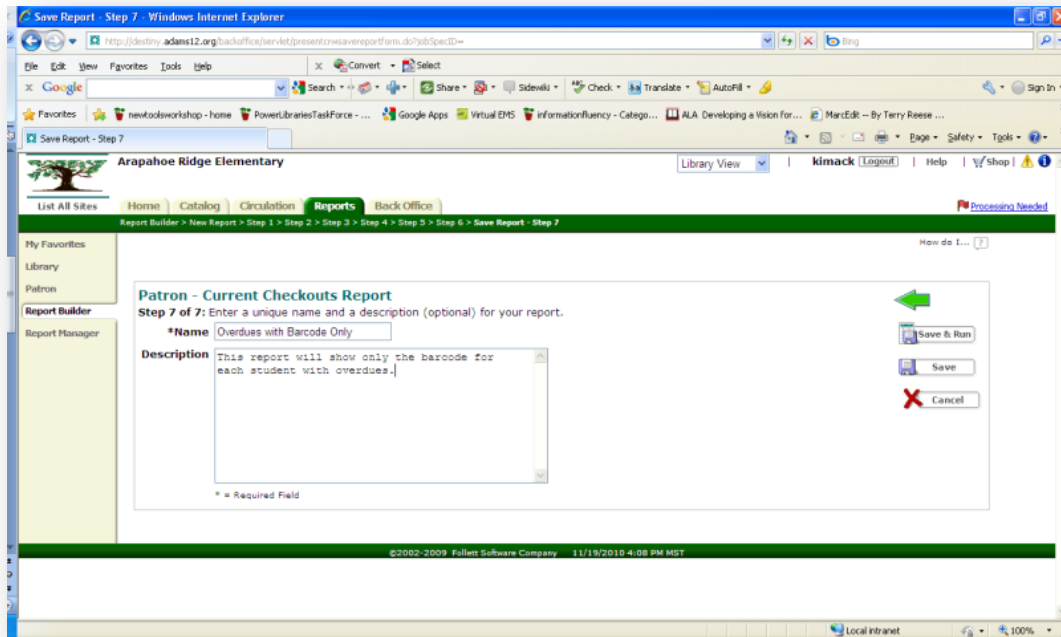 Save Report - Step 7 - Windows Internet Explorer
http://destiny.adams12.org/backoffice/servlet/presentcrwsavereportform.do?jobSpecID= Bing
File Edit View Favorites Tools Help x Convert Select
x Google Search Share Sidewiki Check Translate AutoFill Sign In
Favorites newtoolsworkshop - home PowerLibrariesTaskForce - ... Google Apps Virtual EMS informationfluency - Catego... ALA Developing a Vision for... MarcEdit -- By Terry Reese ...
Save Report - Step 7 Page Safety Tools
Arapahoe Ridge Elementary Library View | kimack Logout | Help | Shop |
List All Sites Home Catalog Circulation Reports Back Office Processing Needed
Report Builder > New Report > Step 1 > Step 2 > Step 3 > Step 4 > Step 5 > Step 6 > Save Report - Step 7
My Favorites How do I... ?
Library
Patron
Report Builder
Report Manager
Patron - Current Checkouts Report
Step 7 of 7: Enter a unique name and a description (optional) for your report.
*Name Overdues with Barcode Only
Save & Run
Description This report will show only the barcode for
each student with overdues.
Save
Cancel
* = Required Field
©2002-2009 Follett Software Company 11/19/2010 4:08 PM MST
Local intranet 100%